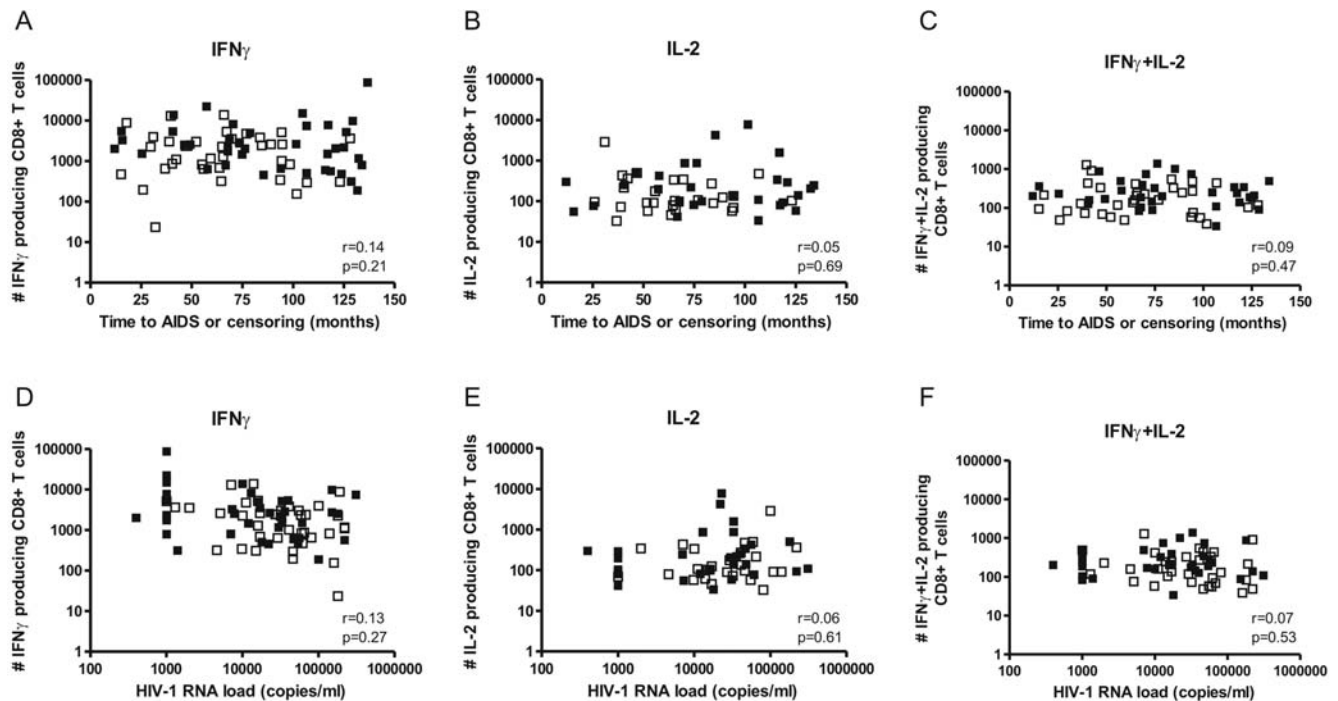 A
IFNγ
# IFNγ producing CD8+ T cells
100000
10000
1000
100
10
1
0
25
50
75
100
125
150
r=0.14
p=0.21
Time to AIDS or censoring (months)
B
IL-2
# IL-2 producing CD8+ T cells
100000
10000
1000
100
10
1
0
25
50
75
100
125
150
r=0.05
p=0.69
Time to AIDS or censoring (months)
C
IFNγ+IL-2
# IFNγ+IL-2 producing
CD8+ T cells
100000
10000
1000
100
10
1
0
25
50
75
100
125
150
r=0.09
p=0.47
Time to AIDS or censoring (months)
D
IFNγ
# IFNγ producing CD8+ T cells
100000
10000
1000
100
10
1
100
1000
10000
100000
1000000
r=0.13
p=0.27
HIV-1 RNA load (copies/ml)
E
IL-2
# IL-2 producing CD8+ T cells
100000
10000
1000
100
10
1
100
1000
10000
100000
1000000
r=0.06
p=0.61
HIV-1 RNA load (copies/ml)
F
IFNγ+IL-2
# IFNγ+IL-2 producing
CD8+ T cells
100000
10000
1000
100
10
1
100
1000
10000
100000
1000000
r=0.07
p=0.53
HIV-1 RNA load (copies/ml)